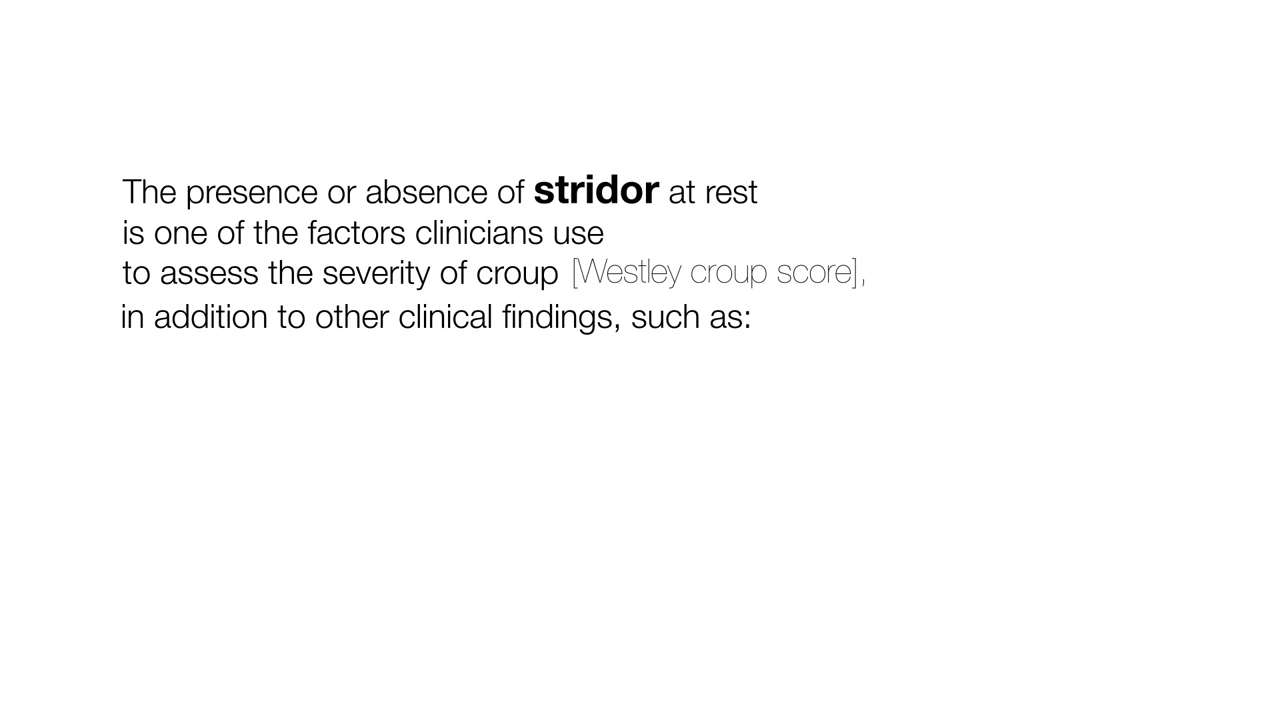 The presence or absence of stridor at rest
is one of the factors clinicians use
to assess the severity of croup [Westley croup score],
in addition to other clinical findings, such as: